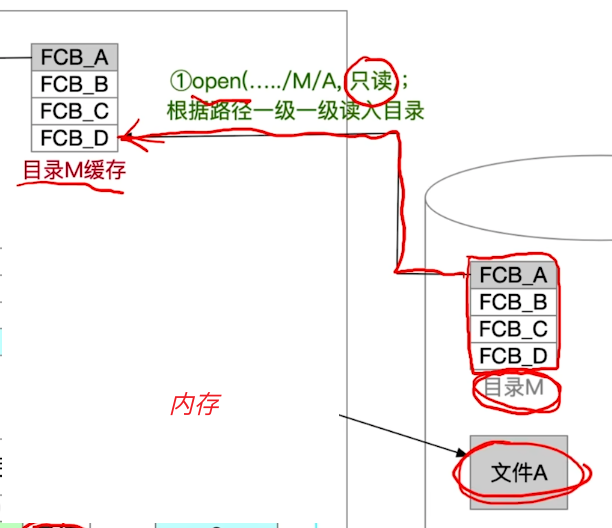 FCB_A
FCB_B
FCB_C
FCB_D
目录M缓存
①open(...../M/A, 只读);
根据路径一级一级读入目录
FCB_A
FCB_B
FCB_C
FCB_D
目录M
内存
文件A